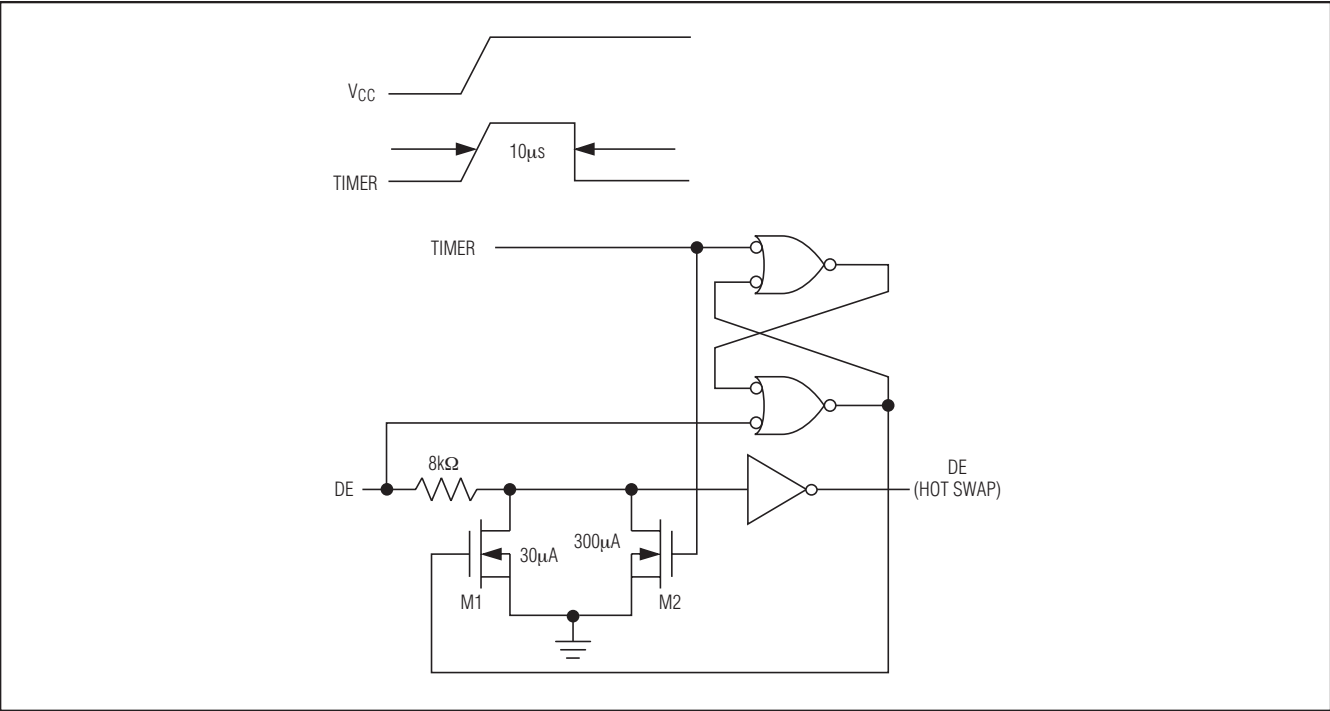 VCC
10μs
TIMER
TIMER
8kΩ
DE
DE
(HOT SWAP)
30μA
300μA
M1
M2